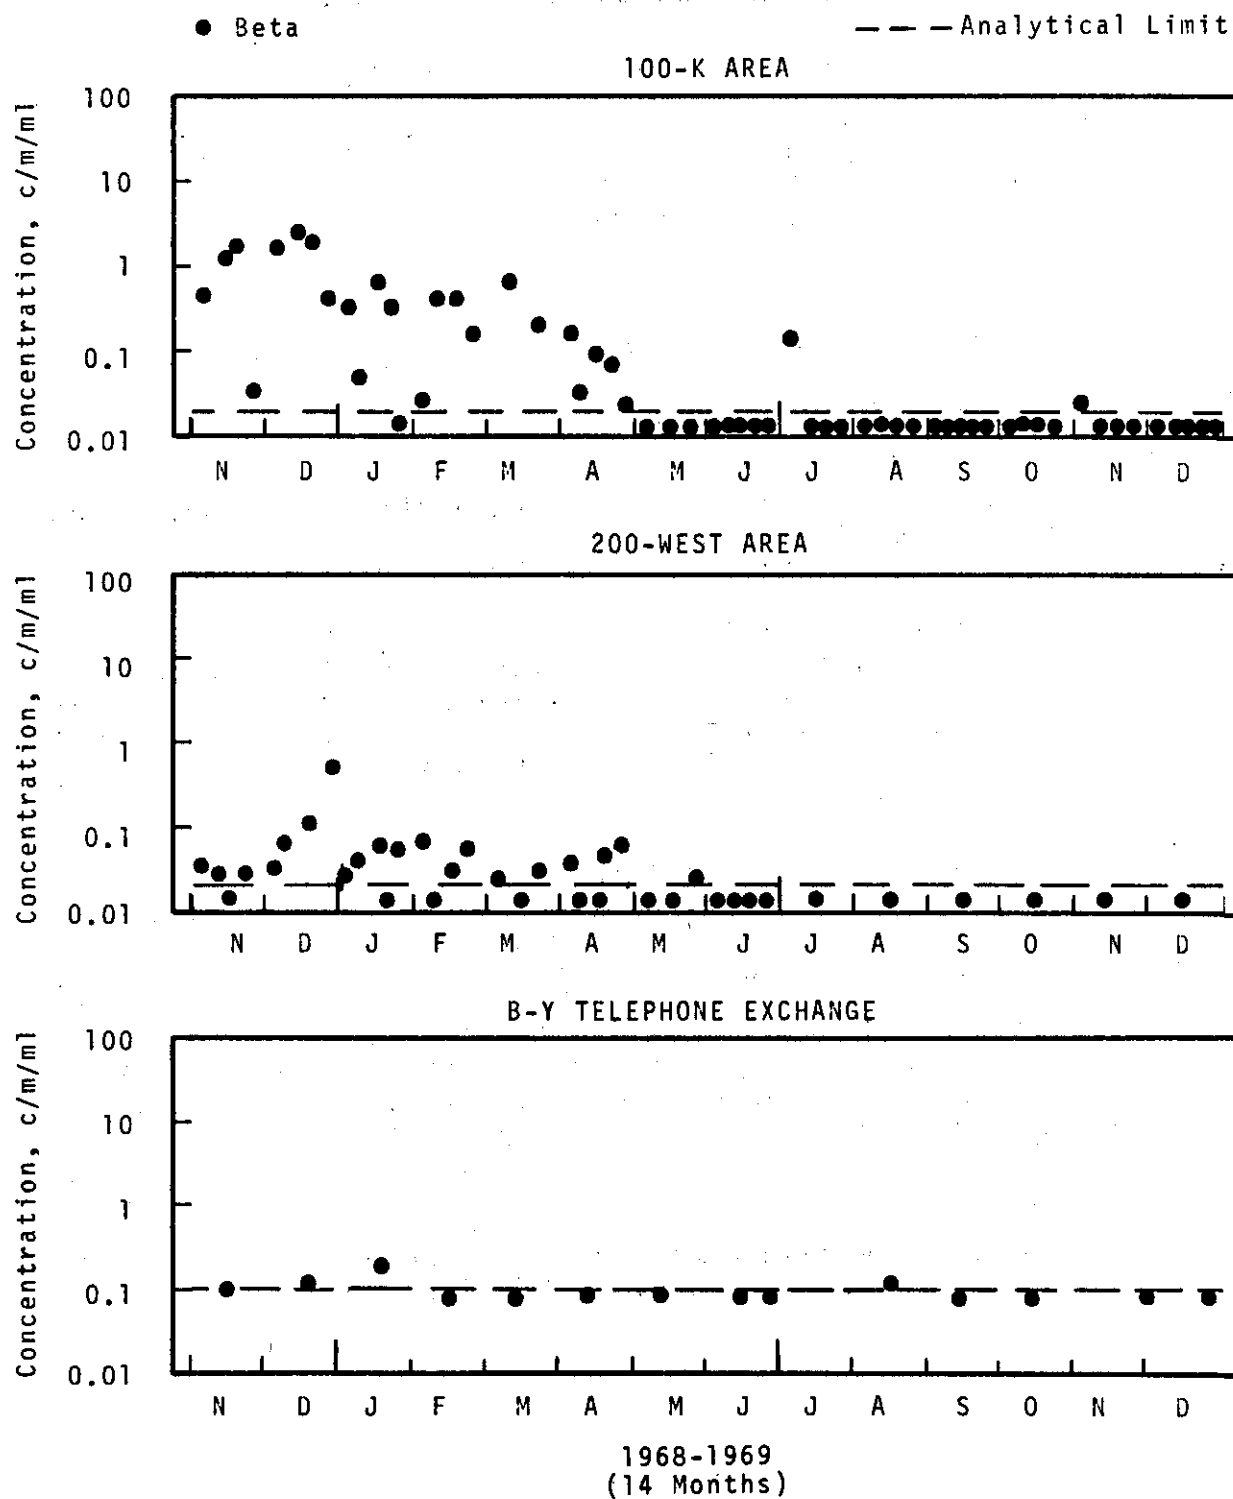 ● Beta — — — Analytical Limit
100-K AREA
Concentration, c/m/ml
100
10
1
0.1
0.01
N D J F M A M J J A S O N D
200-WEST AREA
Concentration, c/m/ml
100
10
1
0.1
0.01
N D J F M A M J J A S O N D
B-Y TELEPHONE EXCHANGE
Concentration, c/m/ml
100
10
1
0.1
0.01
N D J F M A M J J A S O N D
1968-1969
(14 Months)